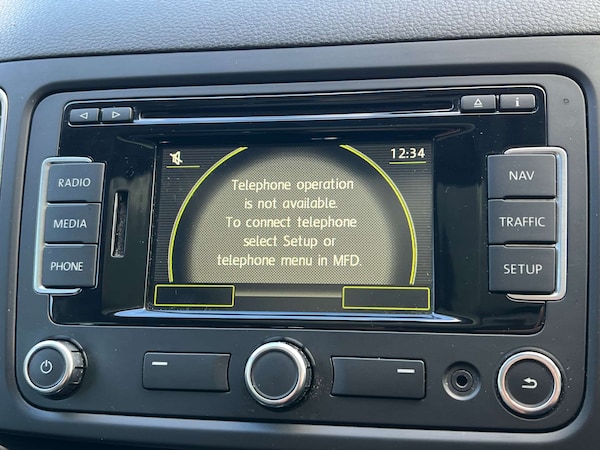 12:34
Telephone operation
is not available.
To connect telephone
select Setup or
telephone menu in MFD.
RADIO
MEDIA
PHONE
NAV
TRAFFIC
SETUP
i